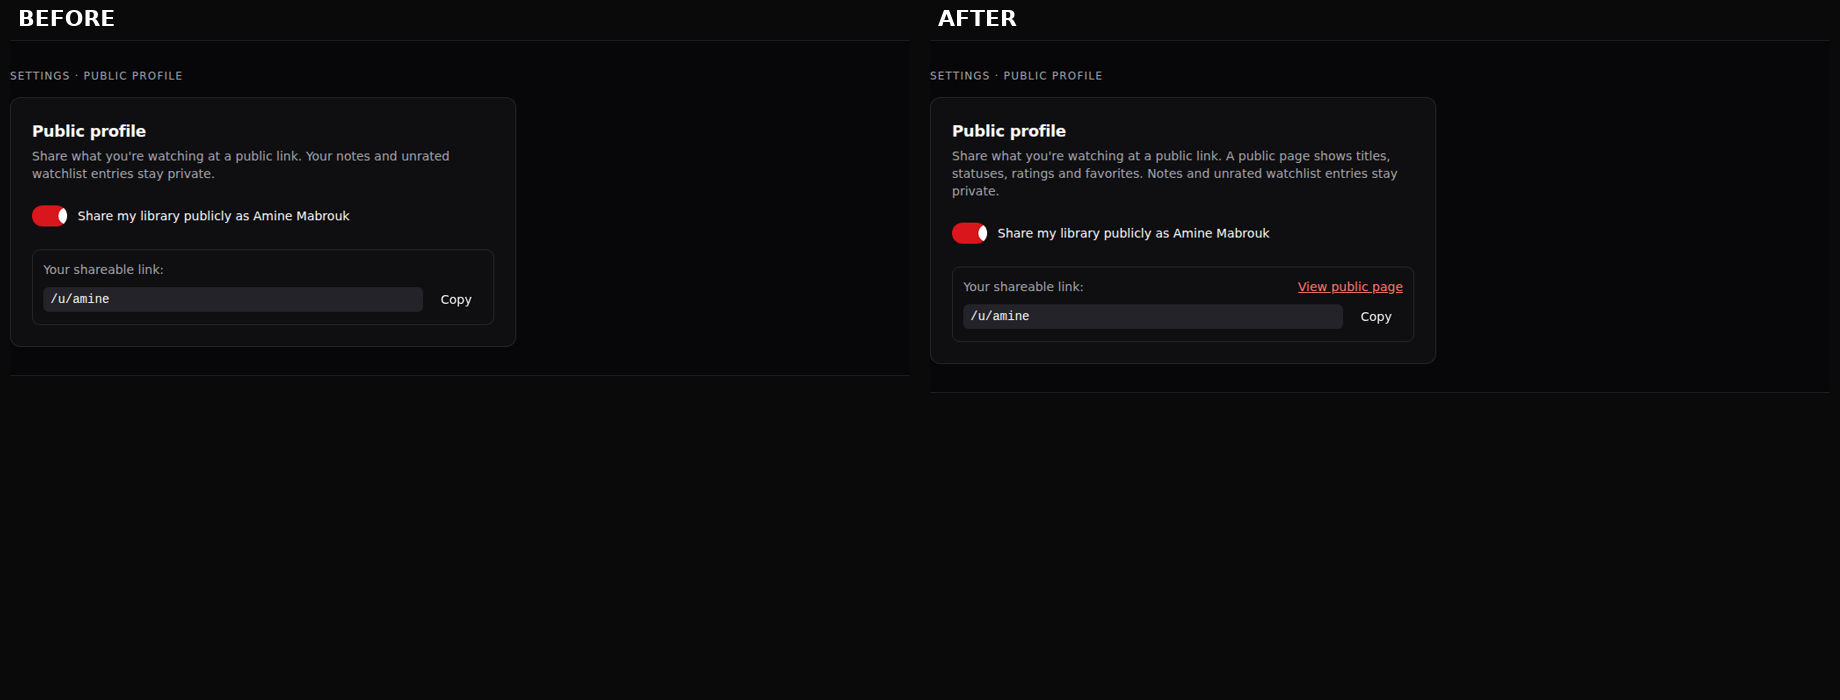 BEFORE
SETTINGS · PUBLIC PROFILE
Public profile
Share what you're watching at a public link. Your notes and unrated
watchlist entries stay private.
Share my library publicly as Amine Mabrouk
Your shareable link:
/u/amine
Copy
AFTER
SETTINGS · PUBLIC PROFILE
Public profile
Share what you're watching at a public link. A public page shows titles,
statuses, ratings and favorites. Notes and unrated watchlist entries stay
private.
Share my library publicly as Amine Mabrouk
Your shareable link:
View public page
/u/amine
Copy